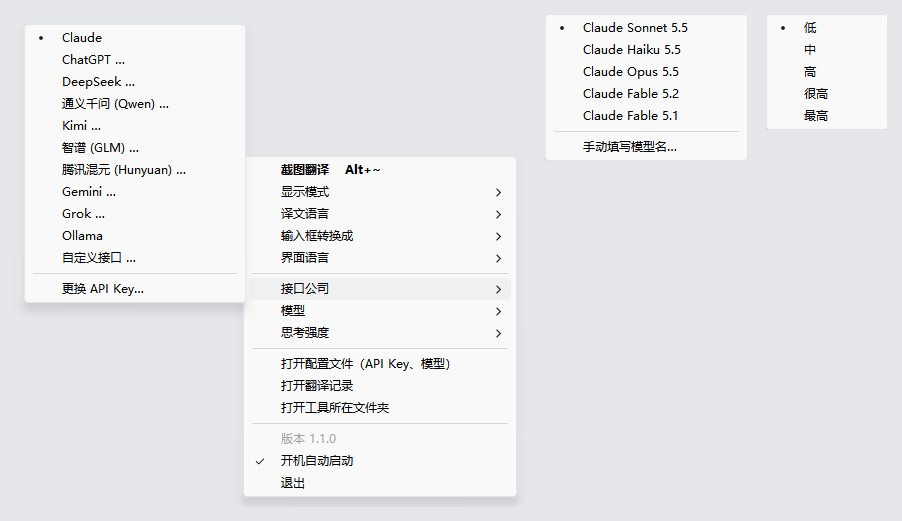 Claude
ChatGPT ...
DeepSeek ...
通义千问 (Qwen) ...
Kimi ...
智谱 (GLM) ...
腾讯混元 (Hunyuan) ...
Gemini ...
Grok ...
Ollama
自定义接口 ...
更换 API Key...
截图翻译 Alt+~
显示模式
译文语言
输入框转换成
界面语言
接口公司
模型
思考强度
打开配置文件（API Key、模型）
打开翻译记录
打开工具所在文件夹
版本 1.1.0
开机自动启动
退出
Claude Sonnet 5.5
Claude Haiku 5.5
Claude Opus 5.5
Claude Fable 5.2
Claude Fable 5.1
手动填写模型名...
低
中
高
很高
最高